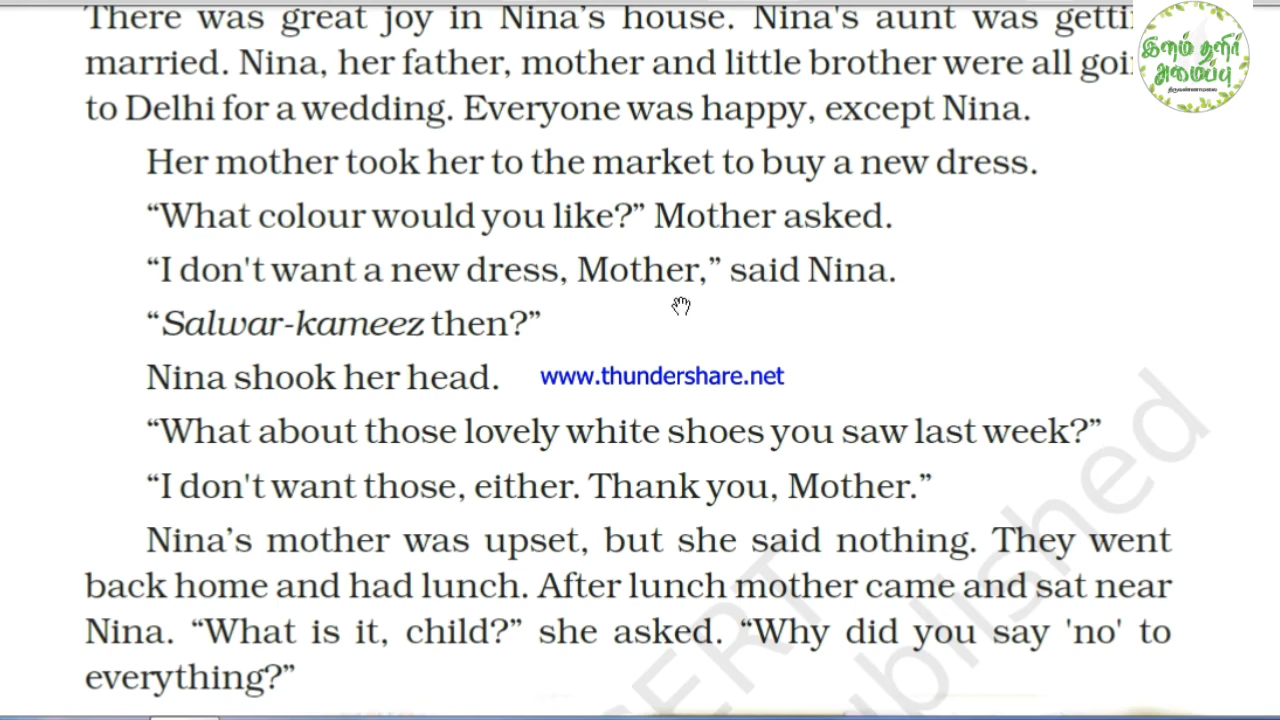 There was great joy in Nina’s house. Nina's aunt was getti
married. Nina, her father, mother and little brother were all goi
to Delhi for a wedding. Everyone was happy, except Nina.
Her mother took her to the market to buy a new dress.
“What colour would you like?” Mother asked.
“I don't want a new dress, Mother,” said Nina.
“Salwar-kameez then?”
Nina shook her head.
www.thundershare.net
“What about those lovely white shoes you saw last week?”
“I don't want those, either. Thank you, Mother.”
Nina’s mother was upset, but she said nothing. They went
back home and had lunch. After lunch mother came and sat near
Nina. “What is it, child?” she asked. “Why did you say 'no' to
everything?”
இளம் தளிர்
அமைப்பு
திருவண்ணாமலை